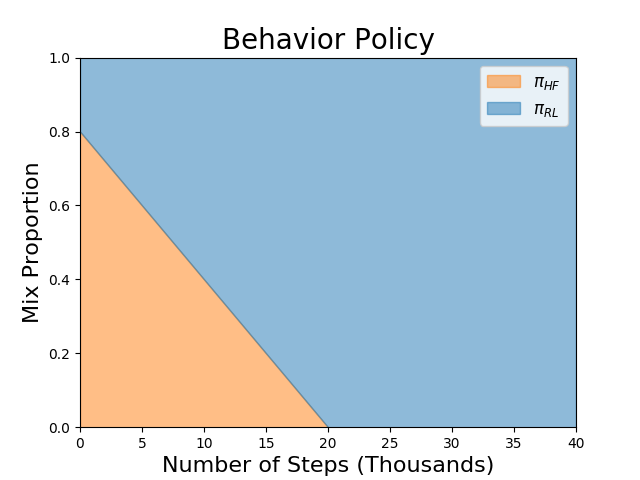 Behavior Policy
π_HF
π_RL
Mix Proportion
1.0
0.8
0.6
0.4
0.2
0.0
0 5 10 15 20 25 30 35 40
Number of Steps (Thousands)